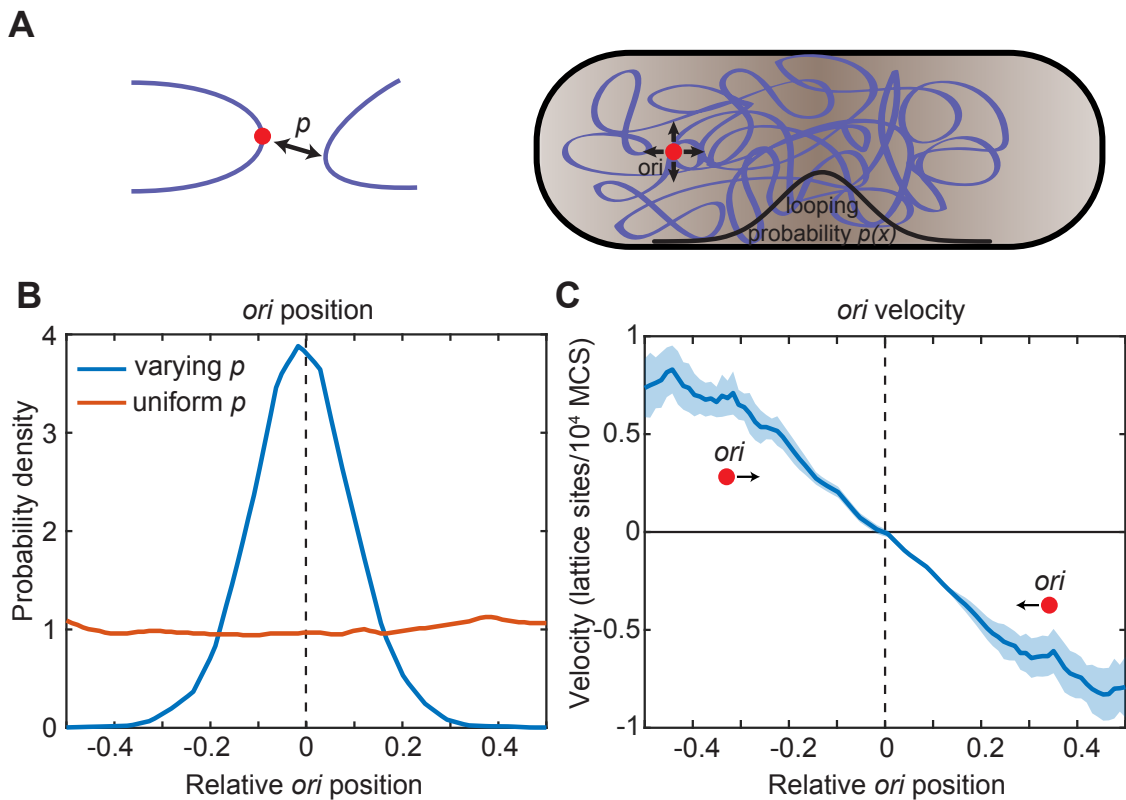 A
p
ori
looping
probability p(x)
B
ori position
4
3
2
1
0
varying p
uniform p
Probability density
-0.4
-0.2
0
0.2
0.4
Relative ori position
C
ori velocity
1
0.5
0
-0.5
-1
ori
ori
Velocity (lattice sites/10⁴ MCS)
-0.4
-0.2
0
0.2
0.4
Relative ori position